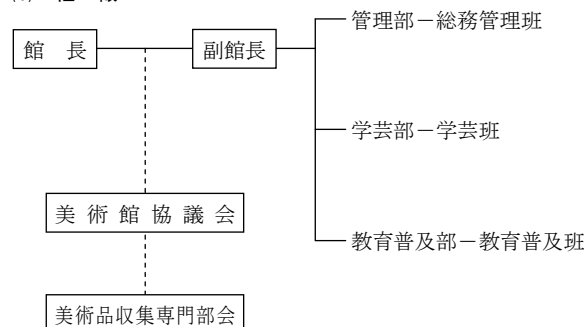 管理部－総務管理班
館　長
副館長
学芸部－学芸班
美 術 館 協 議 会
教育普及部－教育普及班
美術品収集専門部会